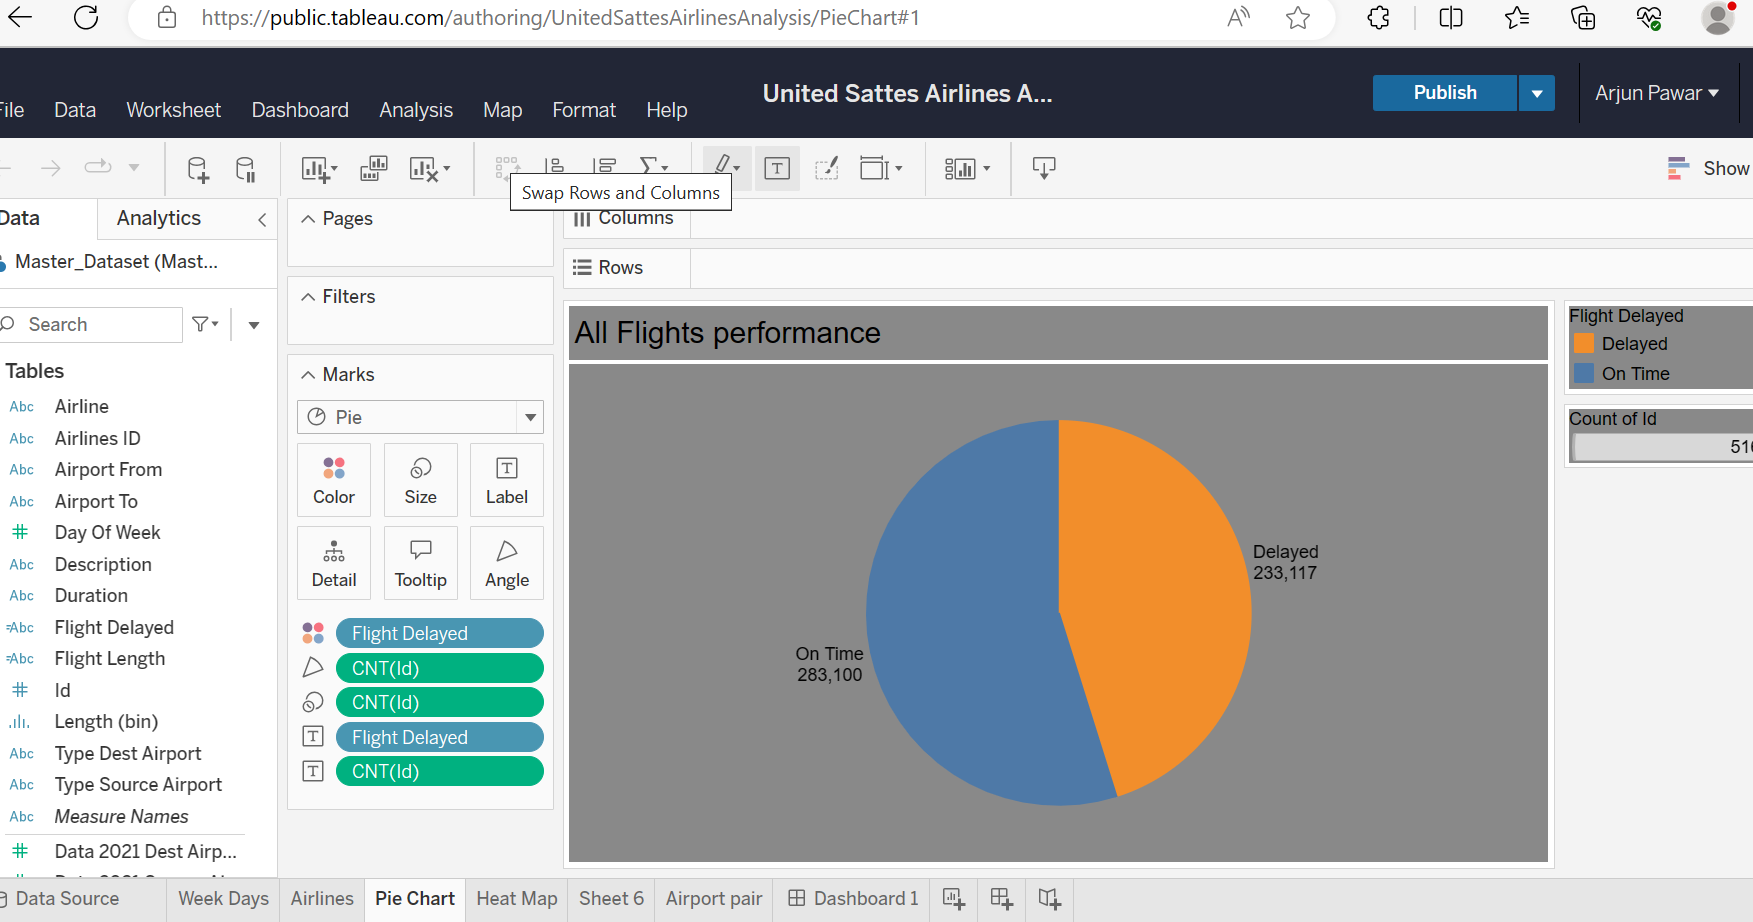 https://public.tableau.com/authoring/UnitedSattesAirlinesAnalysis/PieChart#1
File Data Worksheet Dashboard Analysis Map Format Help
United Sattes Airlines A...
Publish
Arjun Pawar
Show
Swap Rows and Columns
Data Analytics
Master_Dataset (Mast...
Search
Tables
Abc Airline
Abc Airlines ID
Abc Airport From
Abc Airport To
# Day Of Week
Abc Description
Abc Duration
=Abc Flight Delayed
=Abc Flight Length
# Id
Length (bin)
Abc Type Dest Airport
Abc Type Source Airport
Abc Measure Names
# Data 2021 Dest Airp...
Pages
Filters
Marks
Pie
Color Size Label
Detail Tooltip Angle
Flight Delayed
CNT(Id)
CNT(Id)
Flight Delayed
CNT(Id)
Columns
Rows
All Flights performance
Delayed
233,117
On Time
283,100
Flight Delayed
Delayed
On Time
Count of Id
Data Source Week Days Airlines Pie Chart Heat Map Sheet 6 Airport pair Dashboard 1